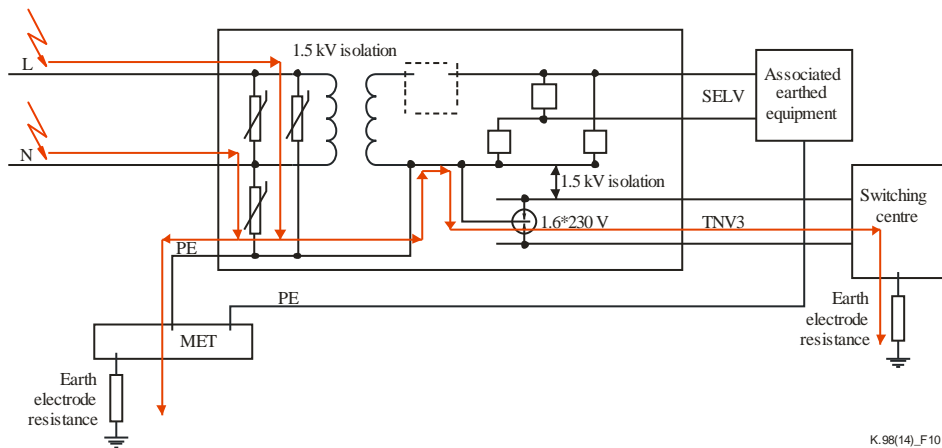 1.5 kV isolation
L
N
SELV
Associated
earthed
equipment
1.5 kV isolation
Switching
centre
1.6*230 V
TNV3
PE
PE
MET
Earth
electrode
resistance
Earth
electrode
resistance
K.98(14)_F10